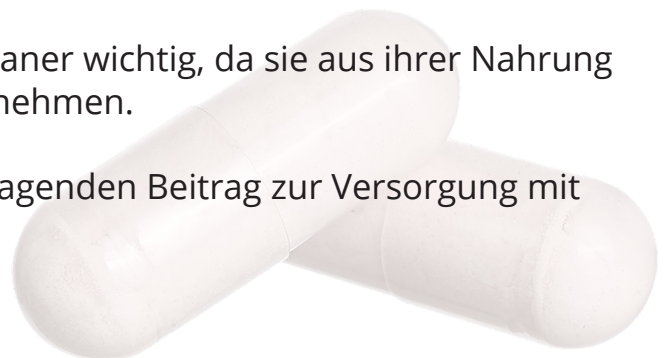 aner wichtig, da sie aus ihrer Nahrung
nehmen.
agenden Beitrag zur Versorgung mit